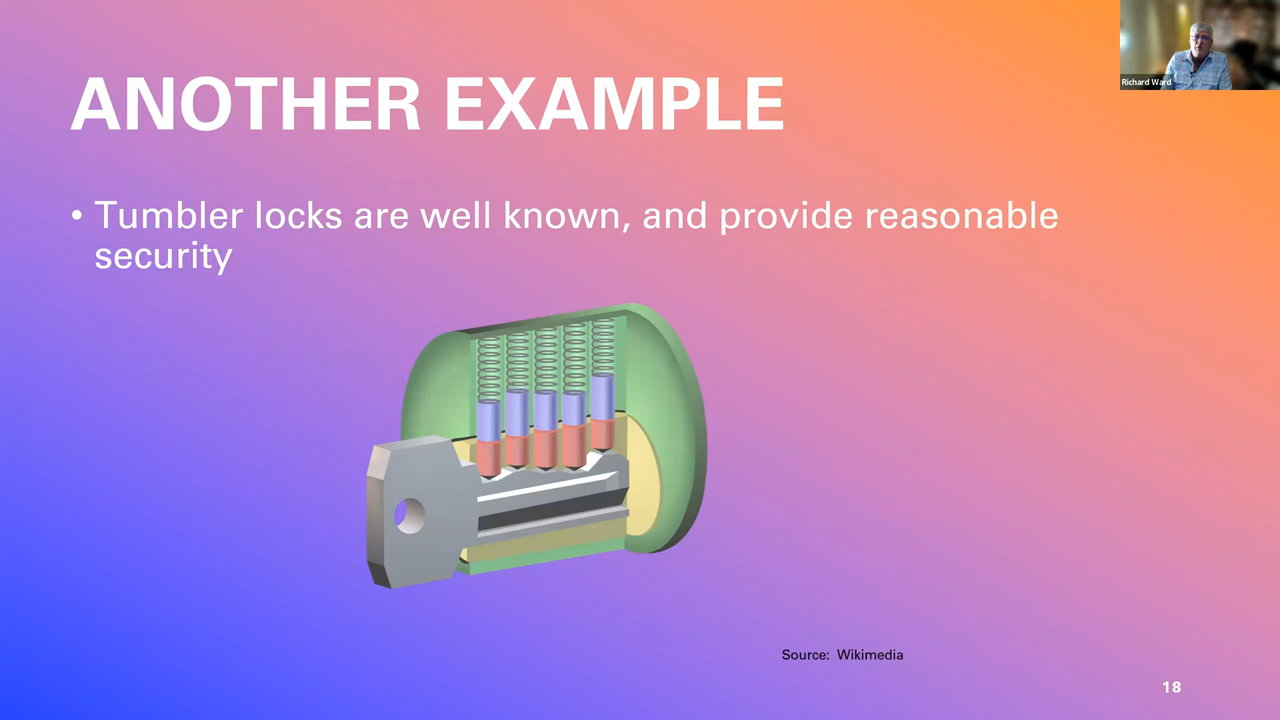 Richard Ward
ANOTHER EXAMPLE
• Tumbler locks are well known, and provide reasonable
security
Source: Wikimedia
18